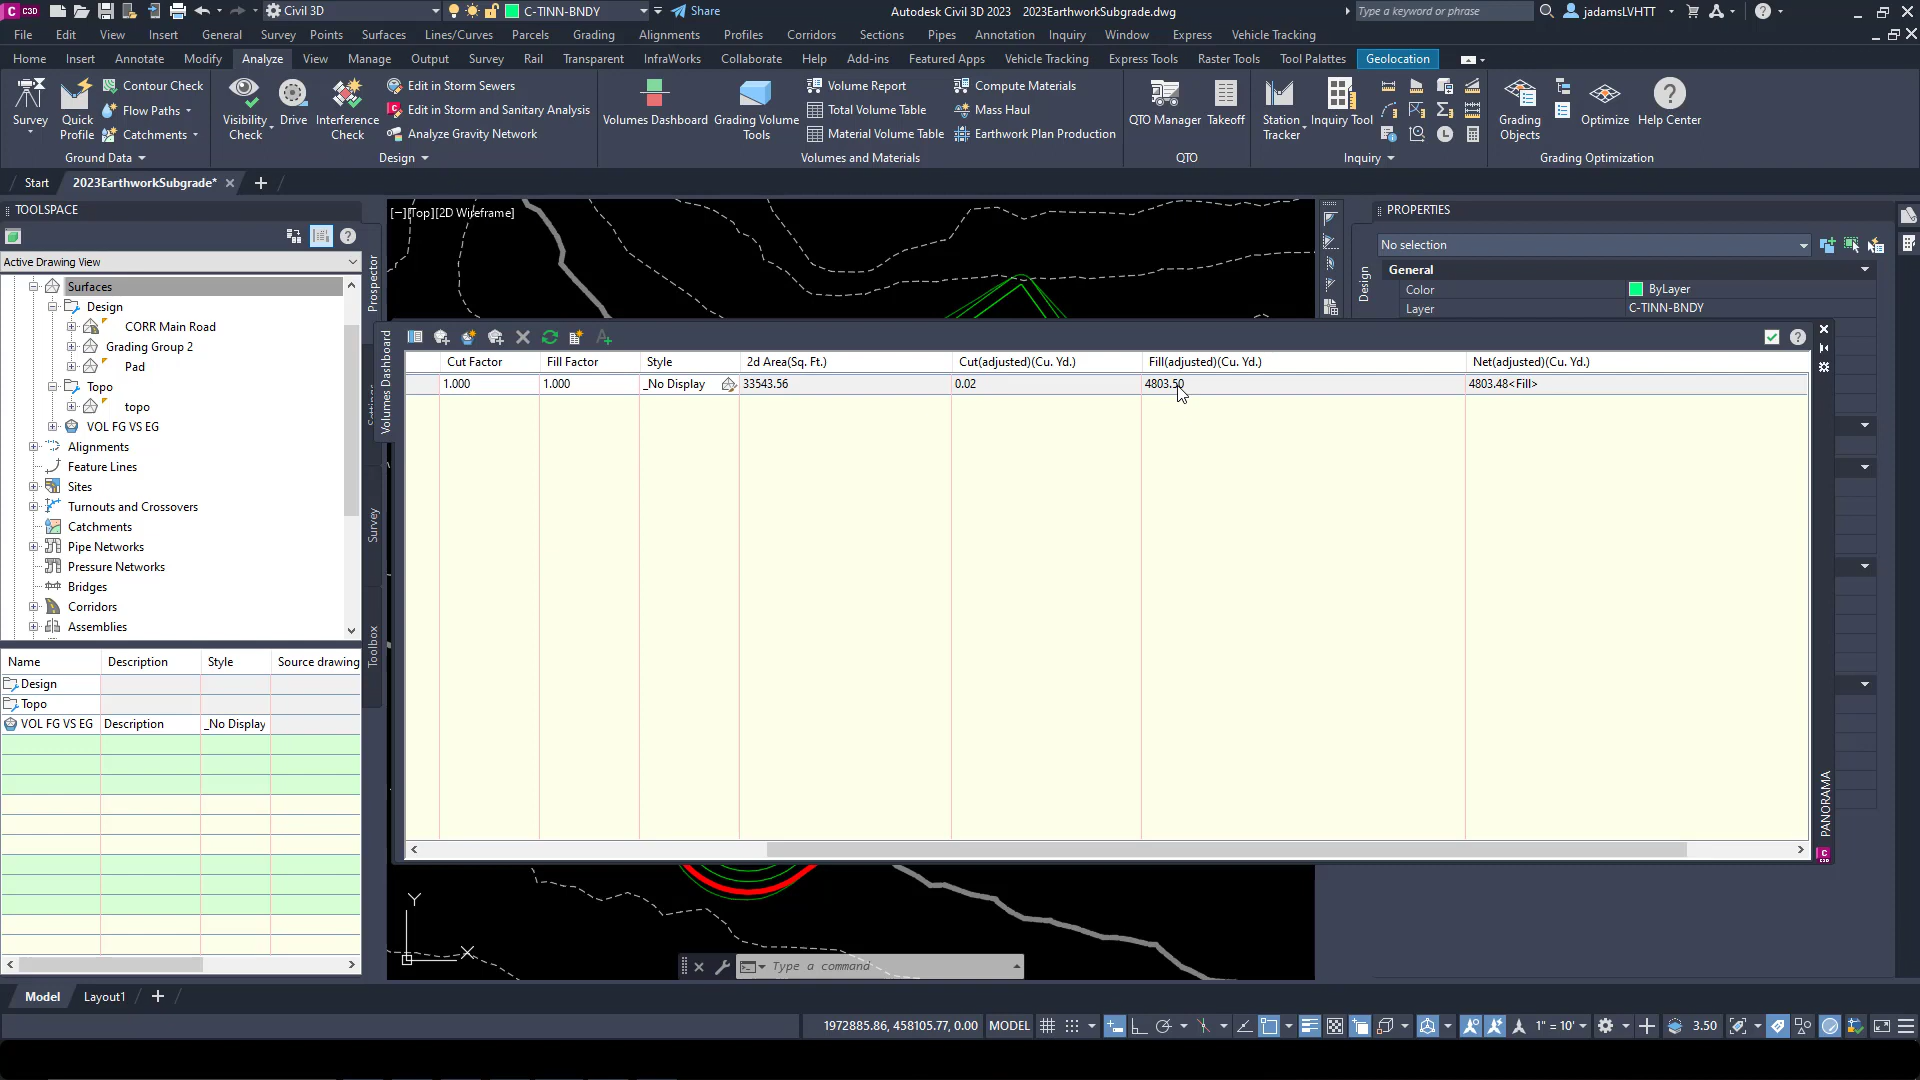 C C3D Civil 3D C-TINN-BNDY Share Autodesk Civil 3D 2023 2023EarthworkSubgrade.dwg Type a keyword or phrase jadamsLVHTT
File Edit View Insert General Survey Points Surfaces Lines/Curves Parcels Grading Alignments Profiles Corridors Sections Pipes Annotation Inquiry Window Express Vehicle Tracking
Home Insert Annotate Modify Analyze View Manage Output Survey Rail Transparent InfraWorks Collaborate Help Add-ins Featured Apps Vehicle Tracking Express Tools Raster Tools Tool Palettes Geolocation
Contour Check Edit in Storm Sewers Volume Report Compute Materials
Flow Paths Edit in Storm and Sanitary Analysis Total Volume Table Mass Haul
Catchments Analyze Gravity Network Material Volume Table Earthwork Plan Production
Survey Quick Profile Visibility Check Drive Interference Check Volumes Dashboard Grading Volume Tools QTO Manager Takeoff Station Tracker Inquiry Tool Grading Objects Optimize Help Center
Ground Data Design Volumes and Materials QTO Inquiry Grading Optimization
Start 2023EarthworkSubgrade*
TOOLSPACE
Active Drawing View
Surfaces
Design
CORR Main Road
Grading Group 2
Pad
Topo
topo
VOL FG VS EG
Alignments
Feature Lines
Sites
Turnouts and Crossovers
Catchments
Pipe Networks
Pressure Networks
Bridges
Corridors
Assemblies
Prospector
Survey
Toolbox
Name Description Style Source drawing
Design
Topo
VOL FG VS EG Description _No Display
[−][Top][2D Wireframe]
PROPERTIES
No selection
Design
General
Color ByLayer
Layer C-TINN-BNDY
Volumes Dashboard
Cut Factor Fill Factor Style 2d Area(Sq. Ft.) Cut(adjusted)(Cu. Yd.) Fill(adjusted)(Cu. Yd.) Net(adjusted)(Cu. Yd.)
1.000 1.000 _No Display 33543.56 0.02 4803.50 4803.48<Fill>
PANORAMA
C C3D
Y
X
Type a command
Model Layout1
1972885.86, 458105.77, 0.00 MODEL 1" = 10' 3.50